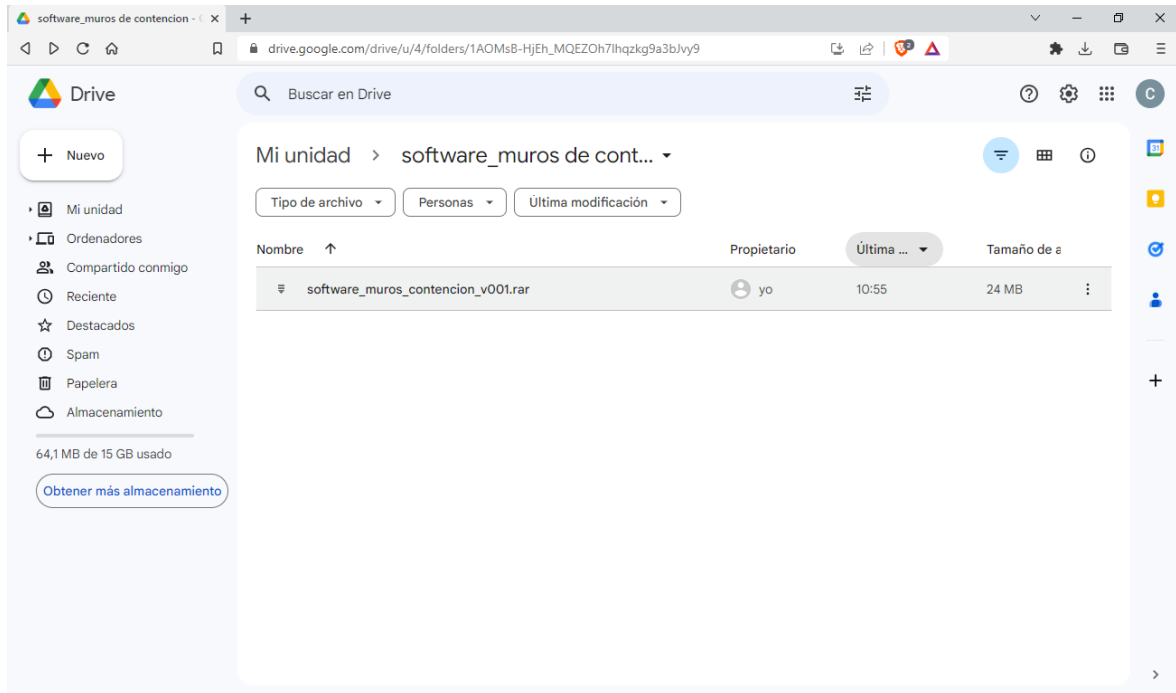 software_muros de contencion - G
drive.google.com/drive/u/4/folders/1AOMsB-HjEh_MQEZOh7lhqzkg9a3bJvy9
2
Drive
Buscar en Drive
C
Nuevo
Mi unidad > software_muros de cont...
31
Tipo de archivo
Personas
Última modificación
Mi unidad
Ordenadores
Compartido conmigo
Reciente
Destacados
Spam
Papelera
Almacenamiento
64,1 MB de 15 GB usado
Obtener más almacenamiento
Nombre
Propietario
Última ...
Tamaño de a
software_muros_contencion_v001.rar
yo
10:55
24 MB